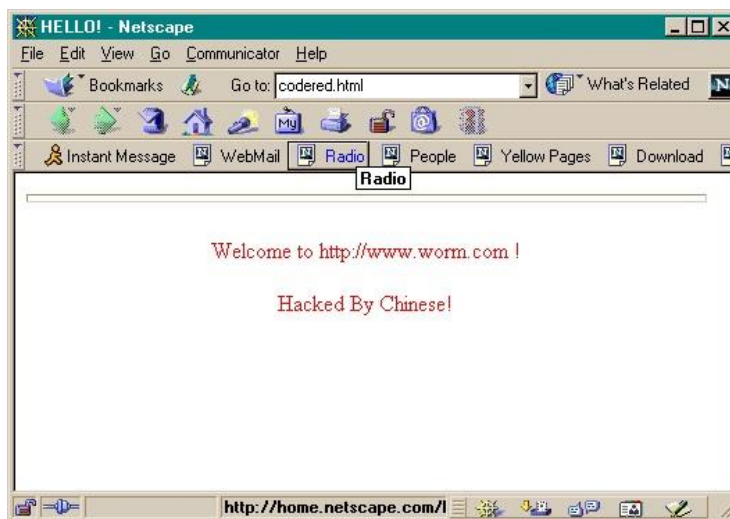 HELLO! - Netscape
File Edit View Go Communicator Help
Bookmarks Go to: codered.html What's Related N
My
Instant Message WebMail Radio People Yellow Pages Download
Radio
Welcome to http://www.worm.com !
Hacked By Chinese!
http://home.netscape.com/